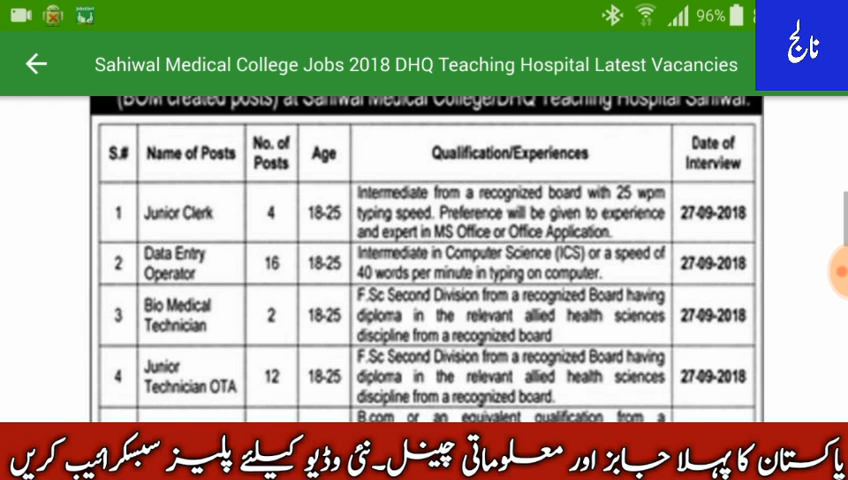 96%
Sahiwal Medical College Jobs 2018 DHQ Teaching Hospital Latest Vacancies
نالج
(BOM created posts) at Sahiwal Medical College/DHQ Teaching Hospital Sahiwal.
S.# Name of Posts No. of Posts Age Qualification/Experiences Date of Interview
1 Junior Clerk 4 18-25 Intermediate from a recognized board with 25 wpm 27-09-2018
typing speed. Preference will be given to experience
and expert in MS Office or Office Application.
2 Data Entry Operator 16 18-25 Intermediate in Computer Science (ICS) or a speed of 27-09-2018
40 words per minute in typing on computer.
3 Bio Medical Technician 2 18-25 F.Sc Second Division from a recognized Board having 27-09-2018
diploma in the relevant allied health sciences
discipline from a recognized board
4 Junior Technician OTA 12 18-25 F.Sc Second Division from a recognized Board having 27-09-2018
diploma in the relevant allied health sciences
discipline from a recognized board.
B.com or an equivalent qualification from a
پاکستان کا پہلا جابز اور معلوماتی چینل۔نئی وڈیو کیلئے پلیز سبسکرائیب کریں